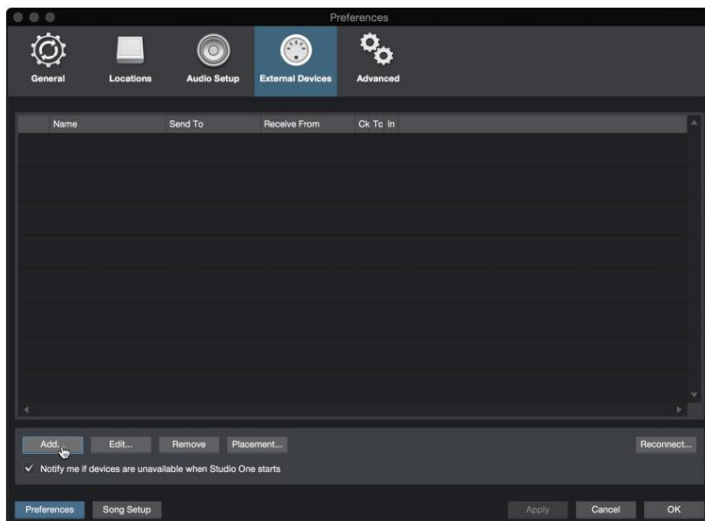 Preferences
General Locations Audio Setup External Devices Advanced
Name Send To Receive From Ck Tc In
Add... Edit... Remove Placement... Reconnect...
Notify me if devices are unavailable when Studio One starts
Preferences Song Setup Apply Cancel OK